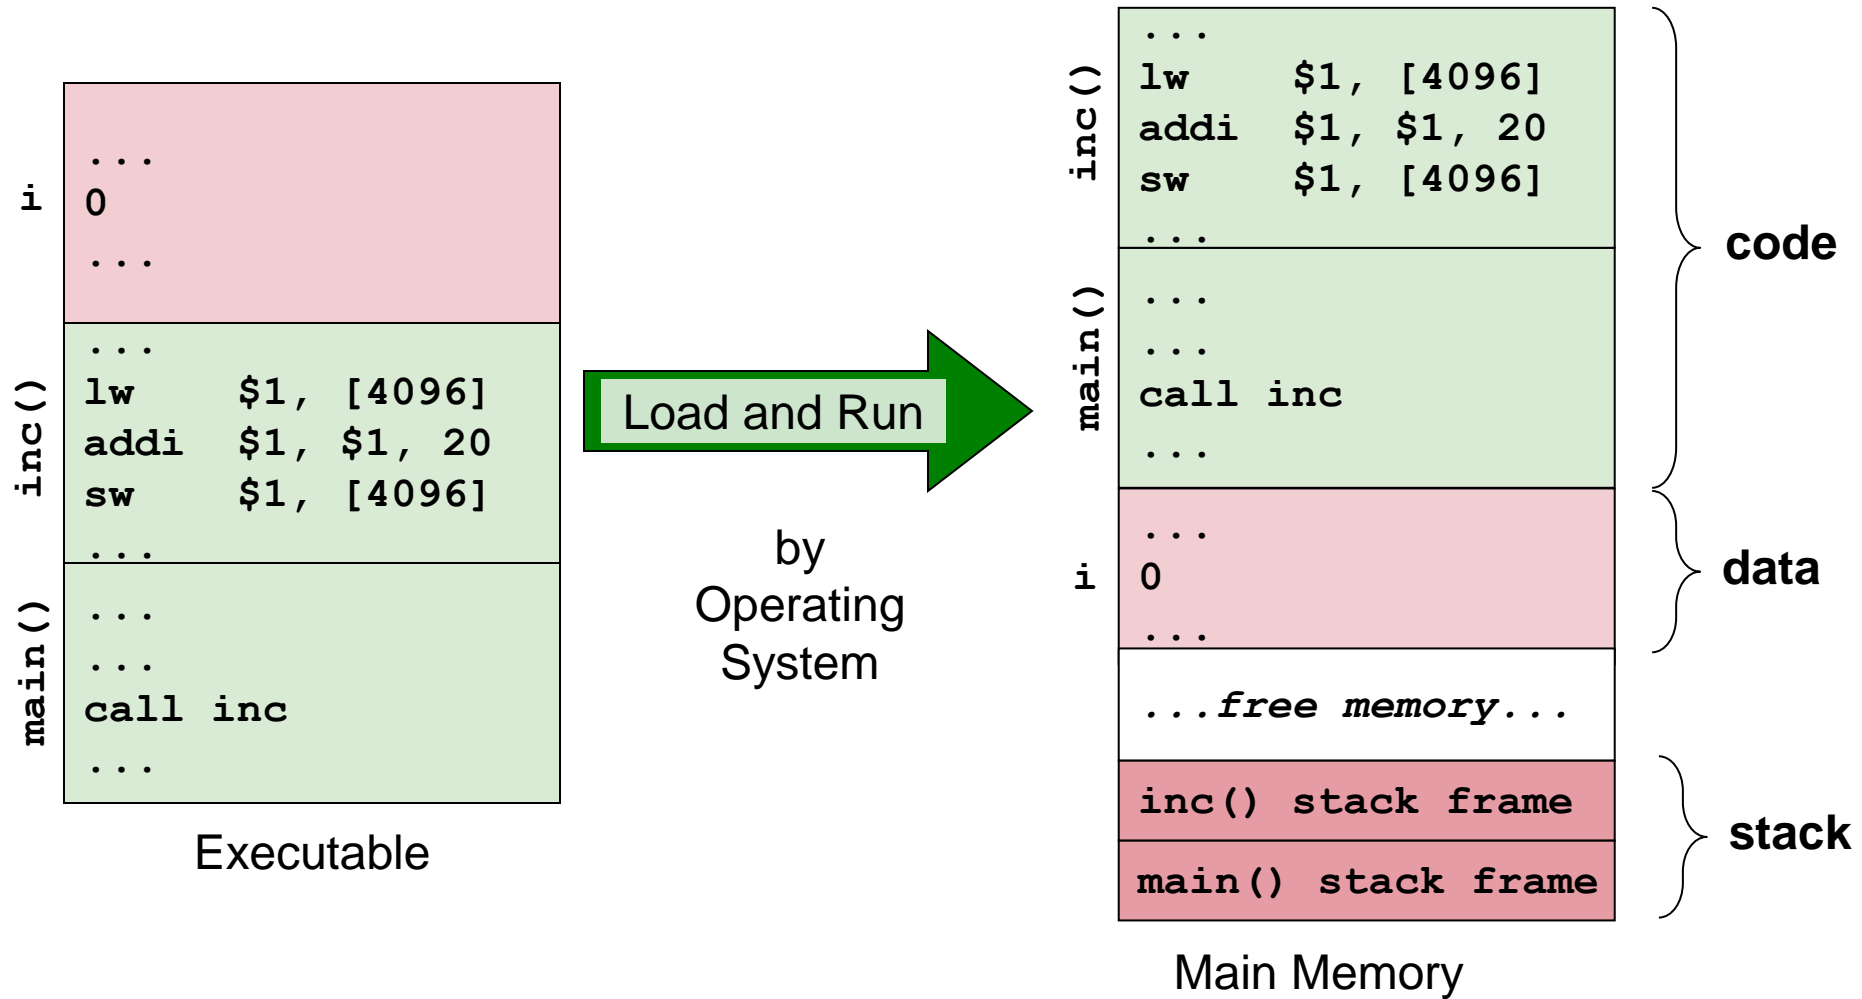 ...
i
0
...
inc()
...
lw $1, [4096]
addi $1, $1, 20
sw $1, [4096]
...
main()
...
...
call inc
...
Executable
Load and Run
by
Operating
System
inc()
...
lw $1, [4096]
addi $1, $1, 20
sw $1, [4096]
...
main()
...
...
call inc
...
i
...
0
...
...free memory...
inc() stack frame
main() stack frame
Main Memory
code
data
stack